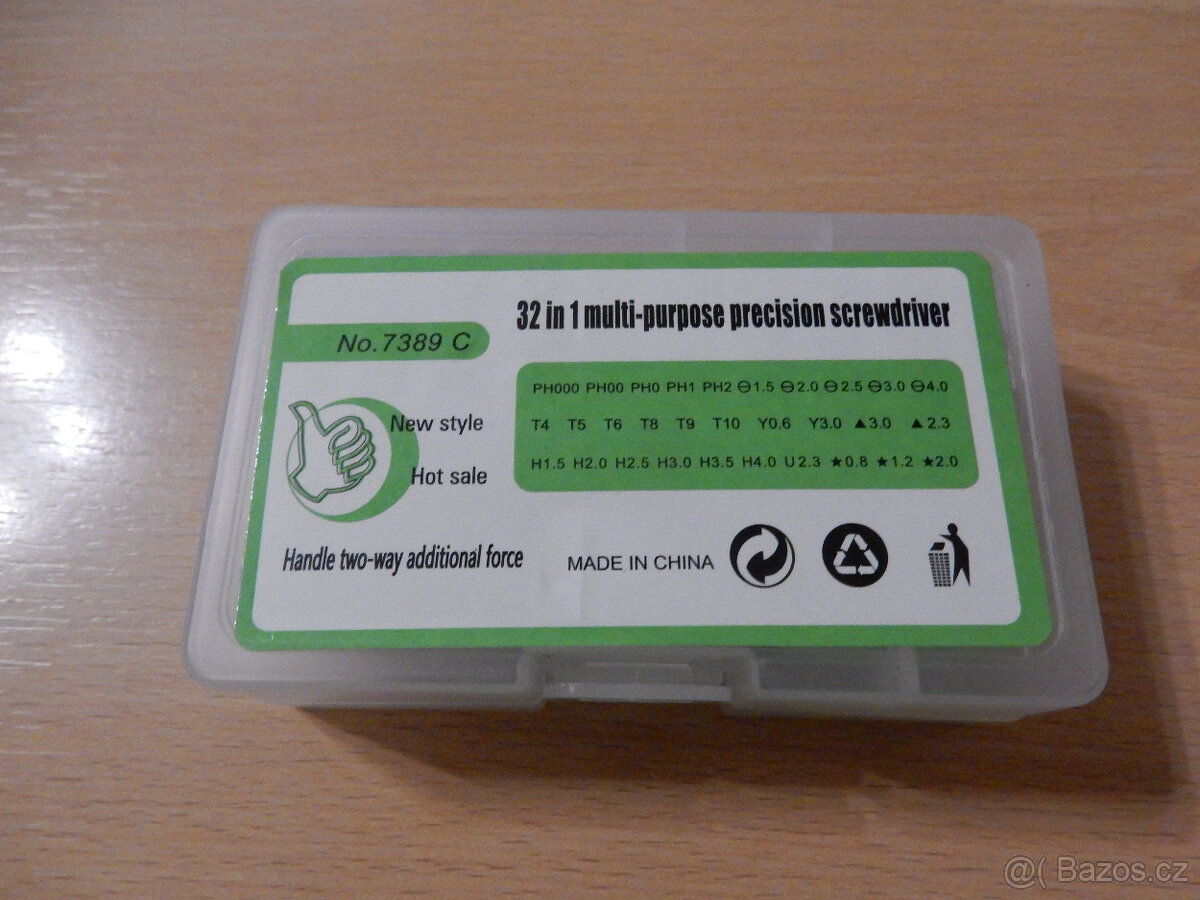 32 in 1 multi-purpose precision screwdriver
No.7389 C
PH000 PH00 PH0 PH1 PH2 ⊖1.5 ⊖2.0 ⊖2.5 ⊖3.0 ⊖4.0
T4 T5 T6 T8 T9 T10 Y0.6 Y3.0 ▲3.0 ▲2.3
H1.5 H2.0 H2.5 H3.0 H3.5 H4.0 U2.3 ★0.8 ★1.2 ★2.0
New style
Hot sale
Handle two-way additional force
MADE IN CHINA
@( Bazos.cz